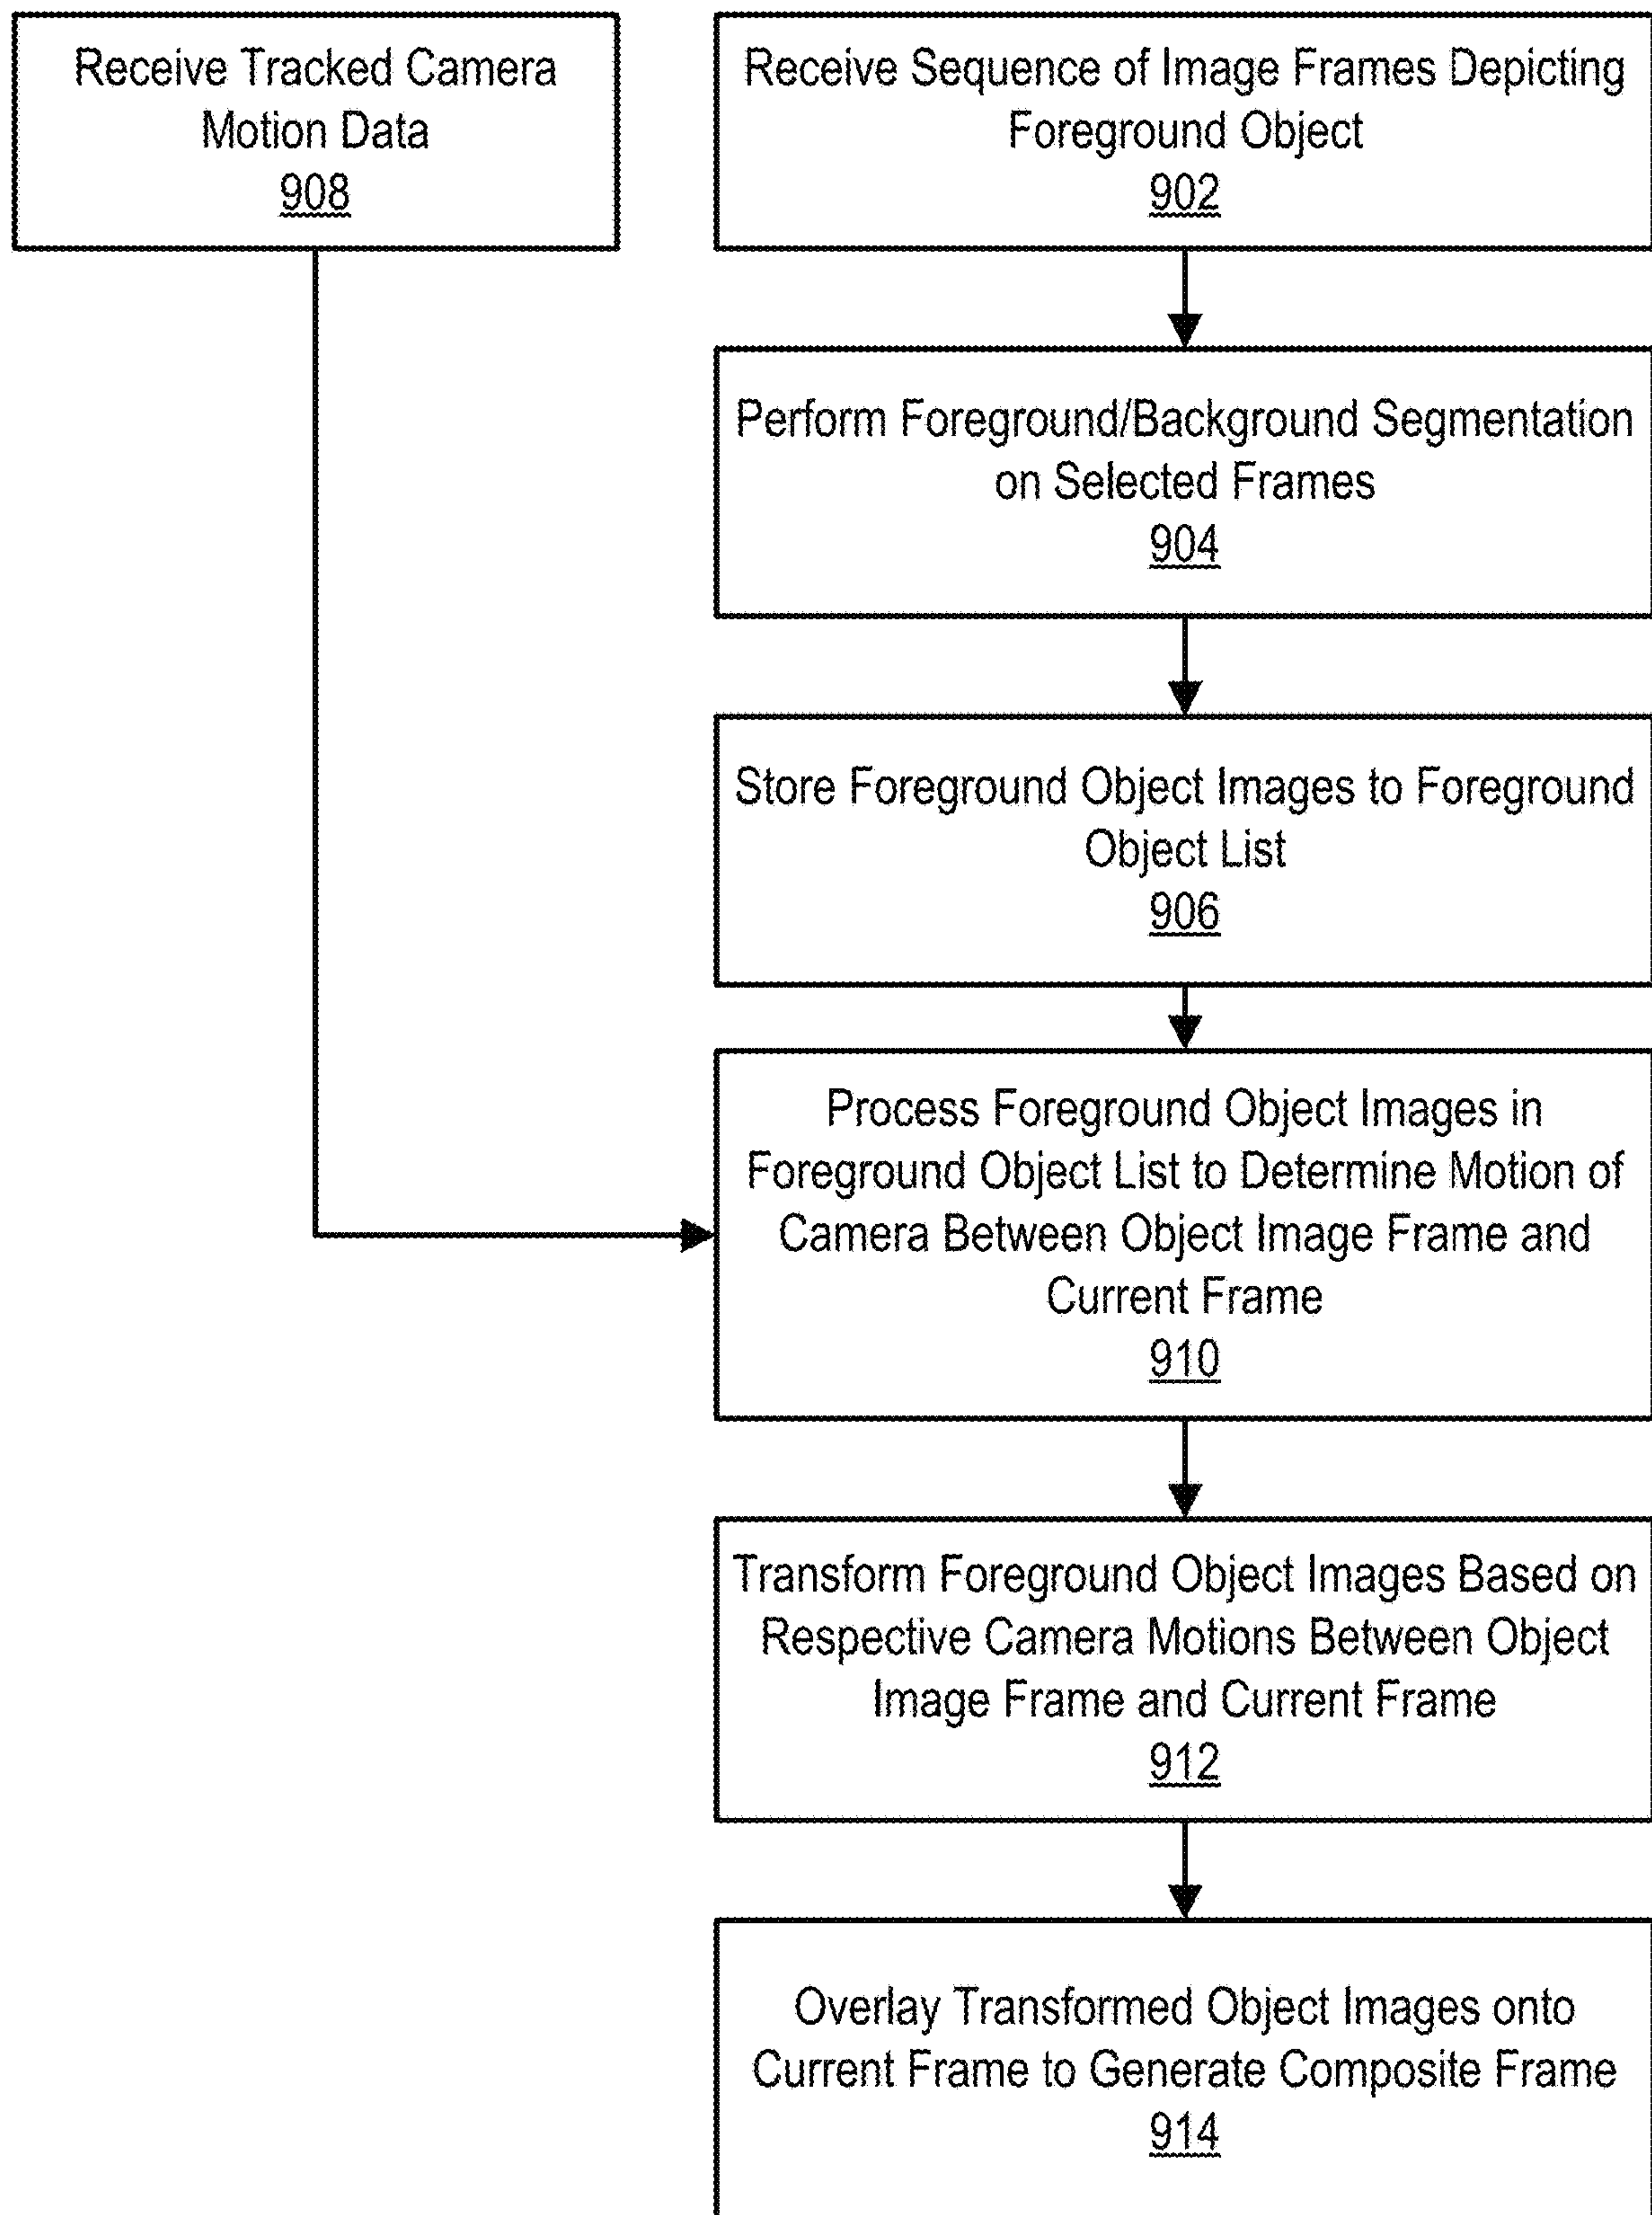 Receive Tracked Camera
Motion Data
908
Receive Sequence of Image Frames Depicting
Foreground Object
902
Perform Foreground/Background Segmentation
on Selected Frames
904
Store Foreground Object Images to Foreground
Object List
906
Process Foreground Object Images in
Foreground Object List to Determine Motion of
Camera Between Object Image Frame and
Current Frame
910
Transform Foreground Object Images Based on
Respective Camera Motions Between Object
Image Frame and Current Frame
912
Overlay Transformed Object Images onto
Current Frame to Generate Composite Frame
914